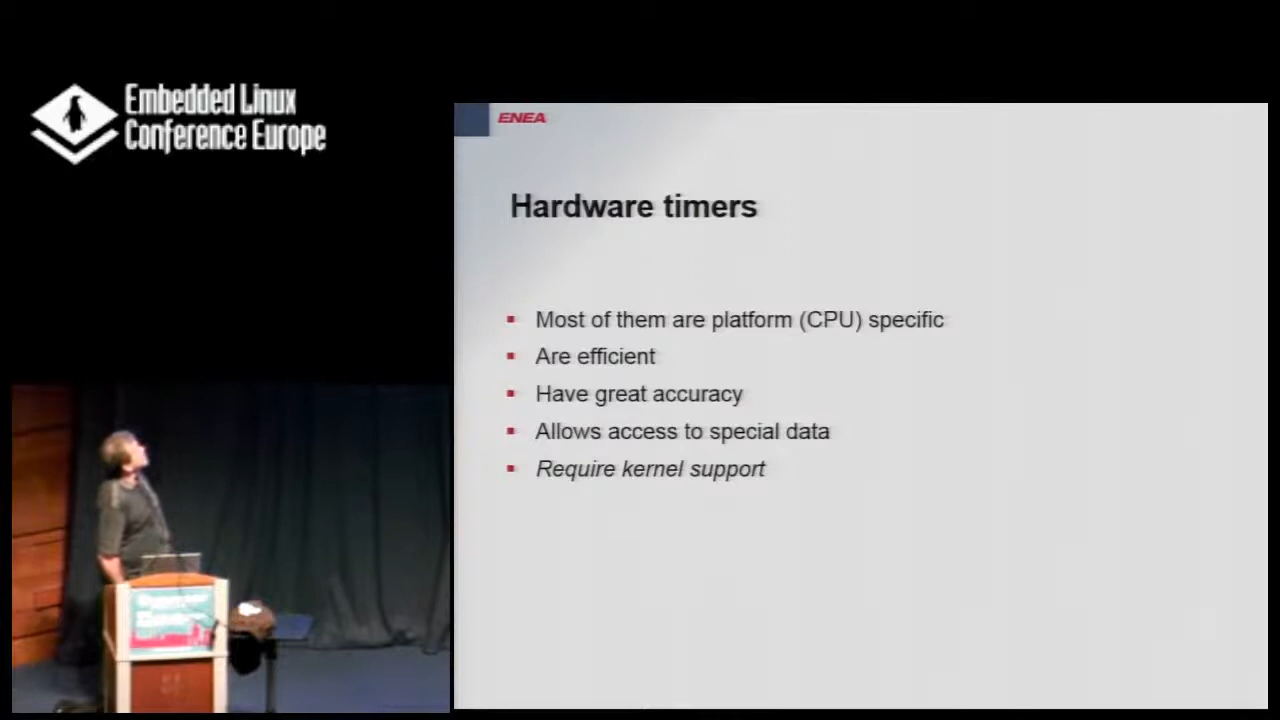 Embedded Linux
Conference Europe
ENEA
Hardware timers
Most of them are platform (CPU) specific
Are efficient
Have great accuracy
Allows access to special data
Require kernel support